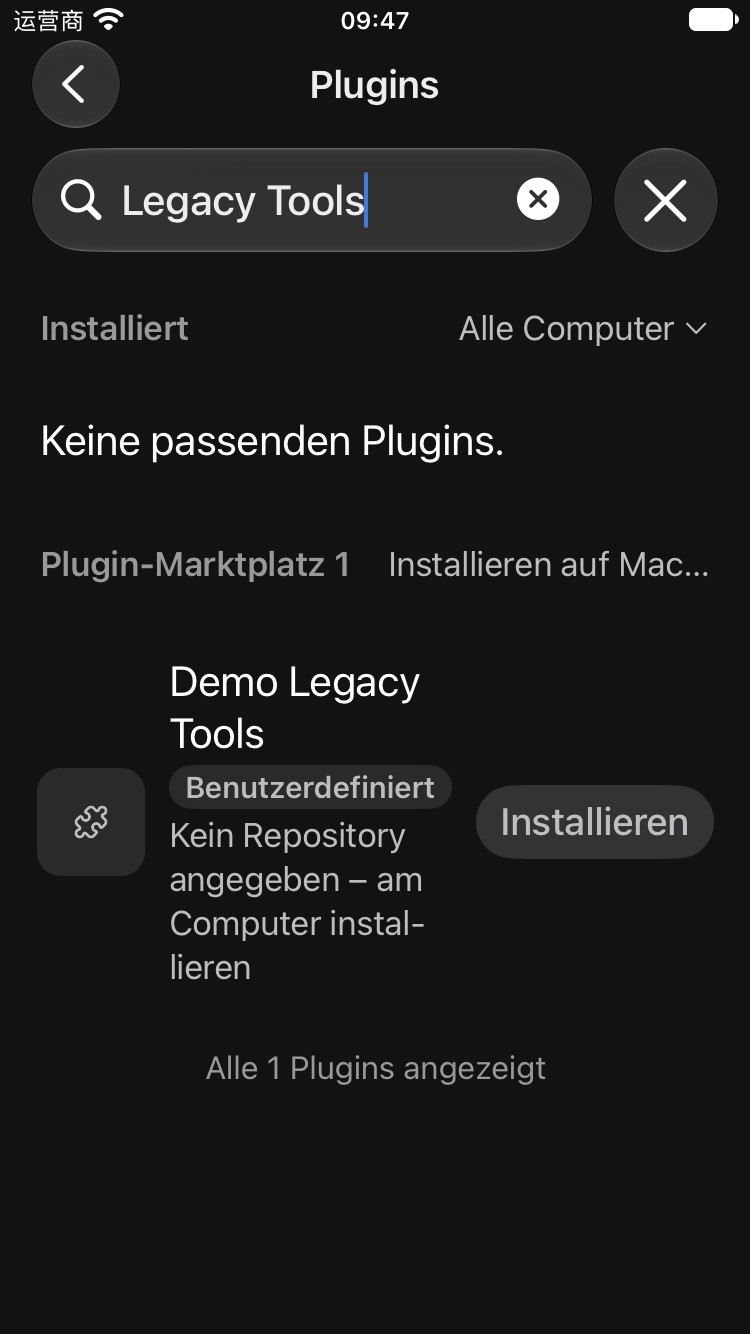 运营商
09:47
Plugins
Legacy Tools
Installiert
Alle Computer
Keine passenden Plugins.
Plugin-Marktplatz 1
Installieren auf Mac...
Demo Legacy
Tools
Benutzerdefiniert
Kein Repository
angegeben – am
Computer instal-
lieren
Installieren
Alle 1 Plugins angezeigt